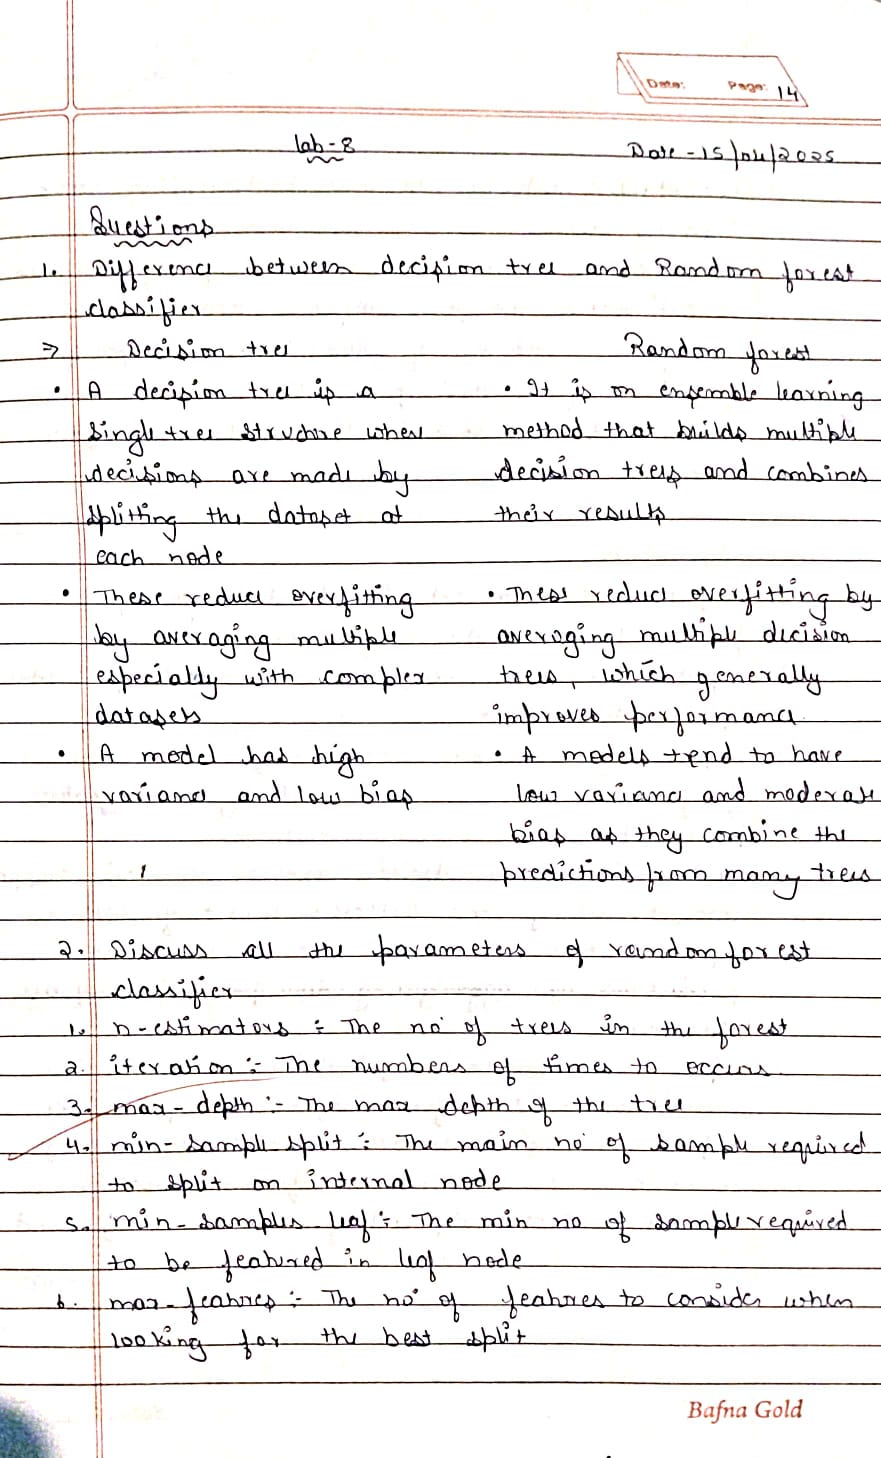 Date: Page: 14
Lab-8 Date - 15/04/2025
Questions
1. Difference between decision tree and Random forest
classifier
⇒ Decision tree Random forest
• A decision tree is a • It is on ensemble learning
single tree structure where method that builds multiple
decisions are made by decision trees and combines
splitting the dataset at their results
each node
• These reduce overfitting • These reduce overfitting by
by averaging multiple averaging multiple decision
especially with complex trees, which generally
datasets improves performance.
• A model has high • A models tend to have
variance and low bias low variance and moderate
bias as they combine the
predictions from many trees
2. Discuss all the parameters of random forest
classifier
1. n-estimators :- The no of trees in the forest
2. iteration :- The numbers of times to occurs
3. max-depth :- The max depth of the tree
4. min-sample split :- The main no of sample required
to split on internal node
5. min-samples leaf :- The min no of sample required
to be featured in leaf node
6. max-features :- The no of features to consider when
looking for the best split
Bafna Gold